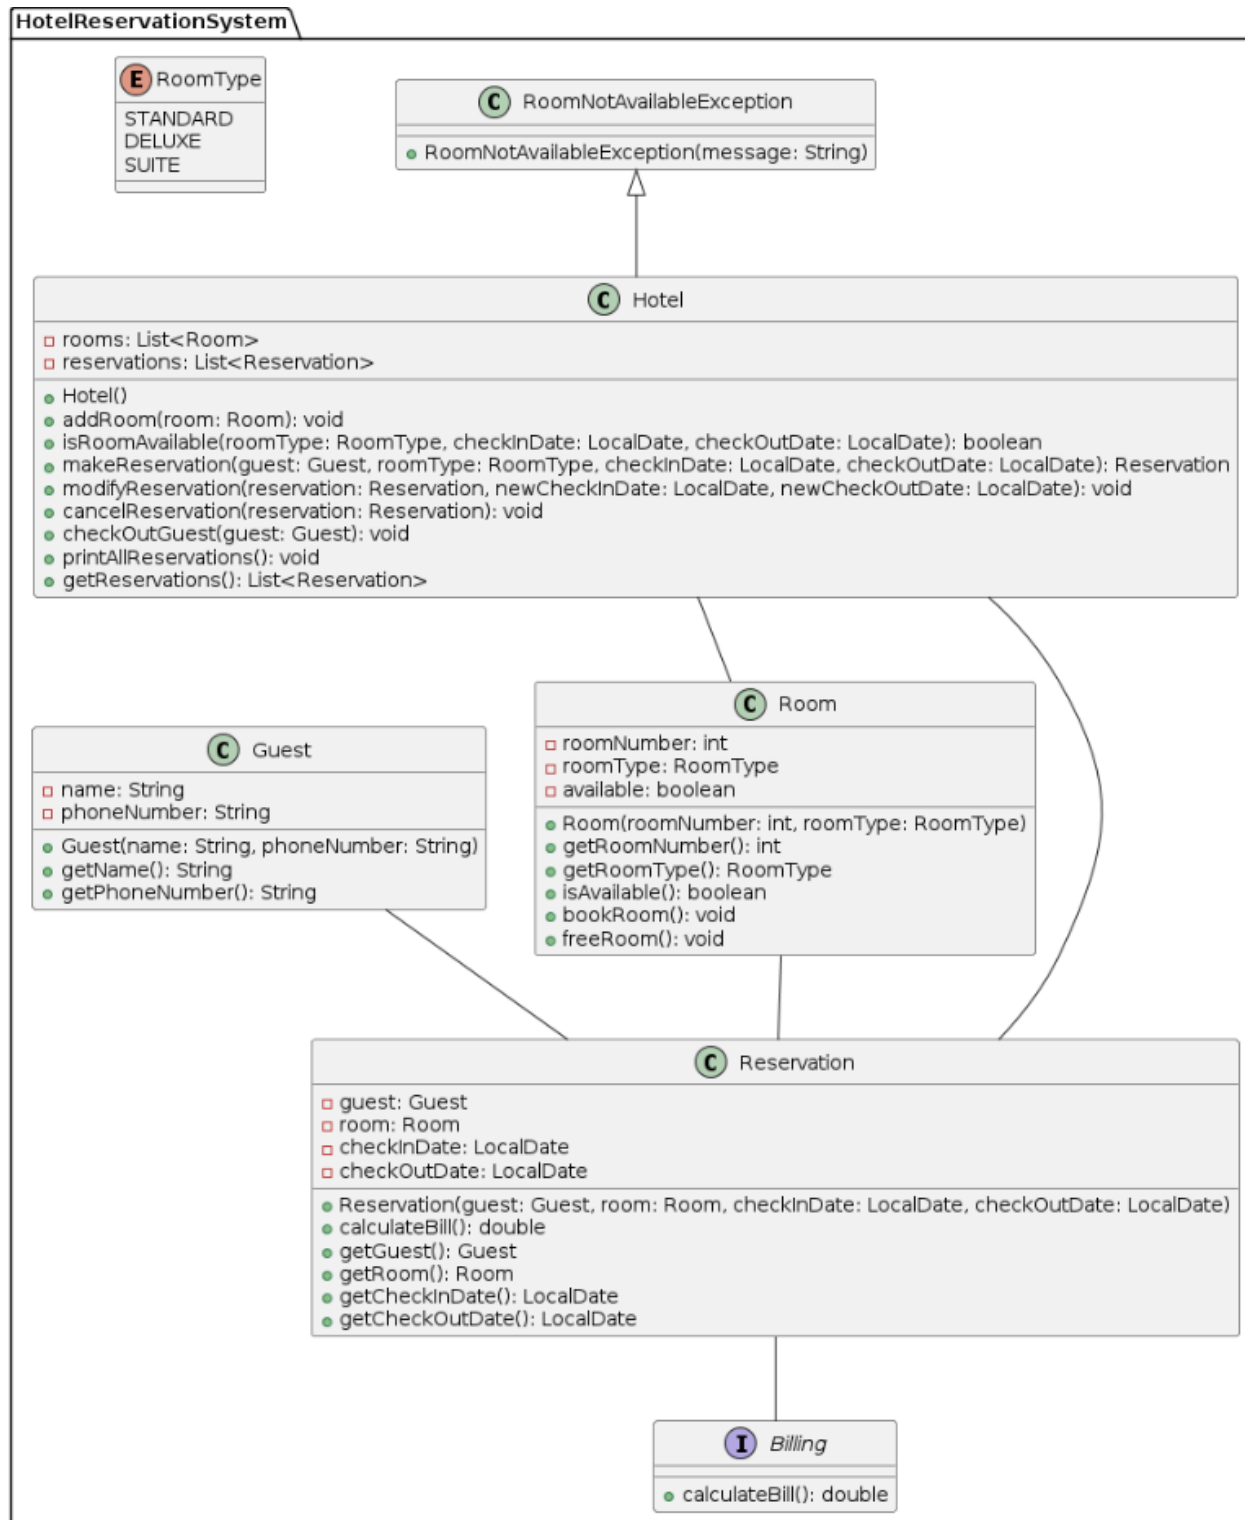 HotelReservationSystem
E RoomType
STANDARD
DELUXE
SUITE
C RoomNotAvailableException
RoomNotAvailableException(message: String)
C Hotel
rooms: List<Room>
reservations: List<Reservation>
Hotel()
addRoom(room: Room): void
isRoomAvailable(roomType: RoomType, checkInDate: LocalDate, checkOutDate: LocalDate): boolean
makeReservation(guest: Guest, roomType: RoomType, checkInDate: LocalDate, checkOutDate: LocalDate): Reservation
modifyReservation(reservation: Reservation, newCheckInDate: LocalDate, newCheckOutDate: LocalDate): void
cancelReservation(reservation: Reservation): void
checkOutGuest(guest: Guest): void
printAllReservations(): void
getReservations(): List<Reservation>
C Guest
name: String
phoneNumber: String
Guest(name: String, phoneNumber: String)
getName(): String
getPhoneNumber(): String
C Room
roomNumber: int
roomType: RoomType
available: boolean
Room(roomNumber: int, roomType: RoomType)
getRoomNumber(): int
getRoomType(): RoomType
isAvailable(): boolean
bookRoom(): void
freeRoom(): void
C Reservation
guest: Guest
room: Room
checkInDate: LocalDate
checkOutDate: LocalDate
Reservation(guest: Guest, room: Room, checkInDate: LocalDate, checkOutDate: LocalDate)
calculateBill(): double
getGuest(): Guest
getRoom(): Room
getCheckInDate(): LocalDate
getCheckOutDate(): LocalDate
I Billing
calculateBill(): double